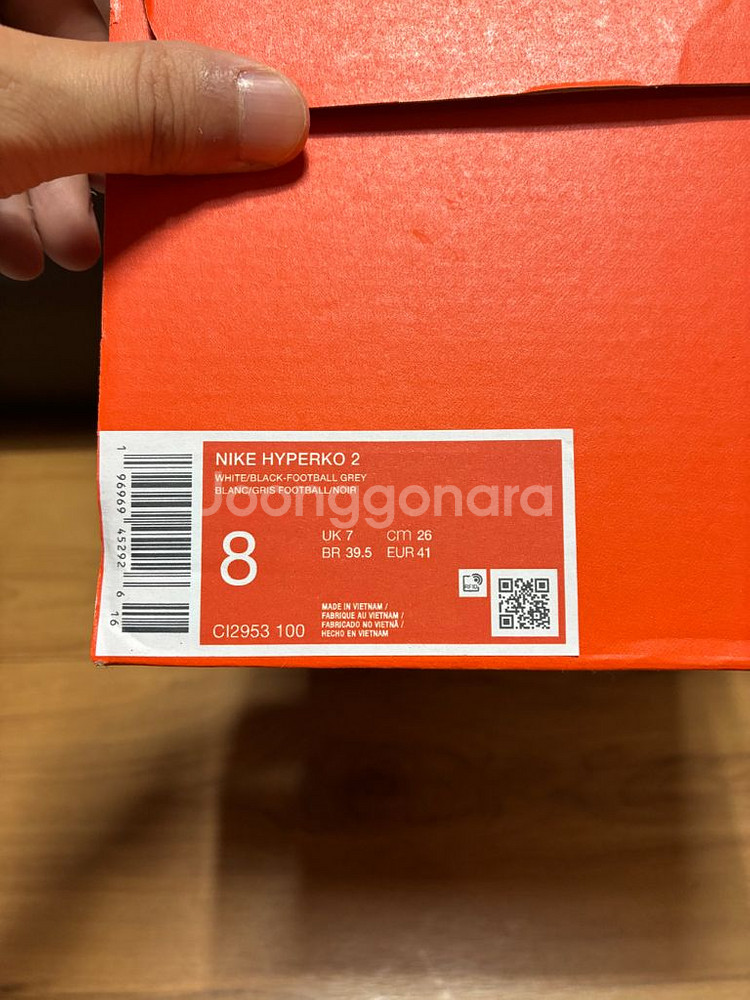 NIKE HYPERKO 2
WHITE/BLACK-FOOTBALL GREY
BLANC/GRIS FOOTBALL/NOIR
Joonggonara
8
UK 7 cm 26
BR 39.5 EUR 41
RFID
MADE IN VIETNAM /
FABRIQUE AU VIETNAM /
FABRICADO NO VIETNÃ /
HECHO EN VIETNAM
CI2953 100
1 96969 45292 6 16